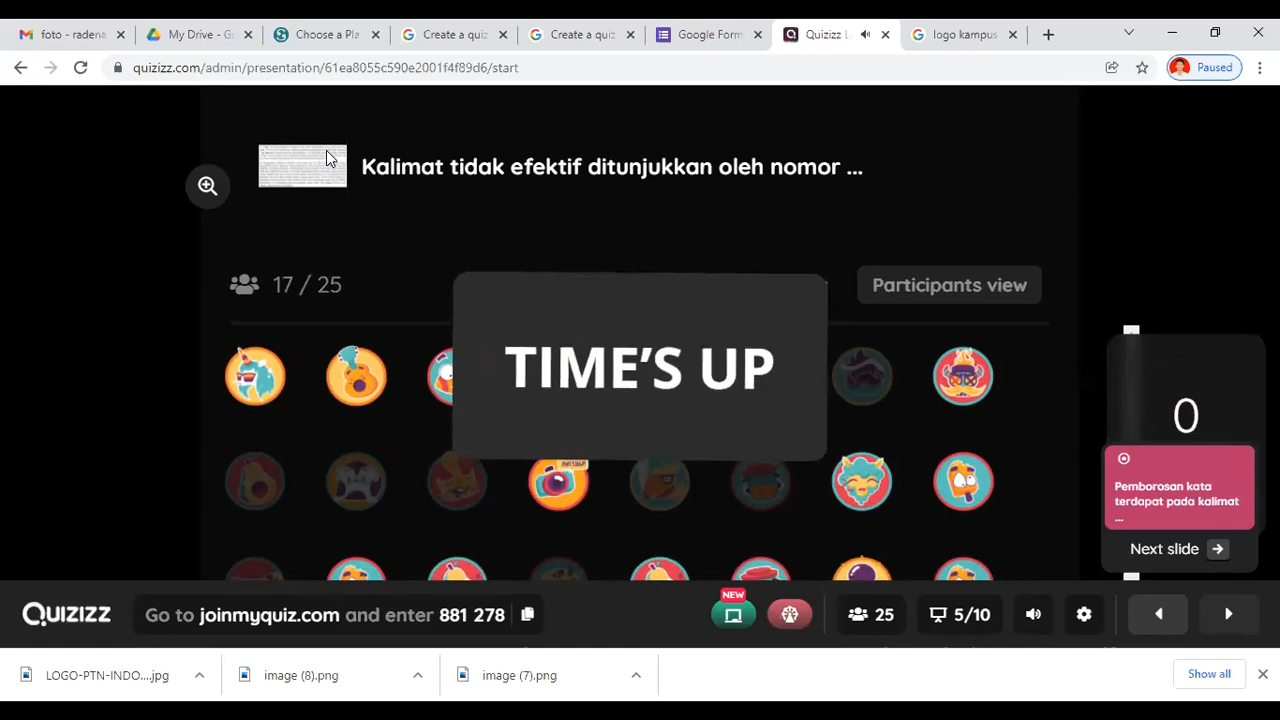 foto - radena
My Drive - G
Choose a Pla
Create a quiz
Create a quiz
Google Form
Quizizz L
logo kampus
quizizz.com/admin/presentation/61ea8055c590e2001f4f89d6/start
Paused
Kalimat tidak efektif ditunjukkan oleh nomor ...
17 / 25
Participants view
TIME'S UP
0
Pemborosan kata
terdapat pada kalimat
...
Next slide
NEW
Quizizz
Go to joinmyquiz.com and enter 881 278
25
5/10
LOGO-PTN-INDO....jpg
image (8).png
image (7).png
Show all